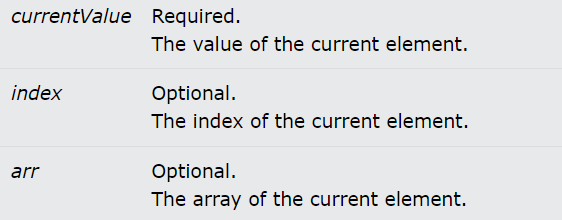 currentValue Required.
The value of the current element.
index Optional.
The index of the current element.
arr Optional.
The array of the current element.